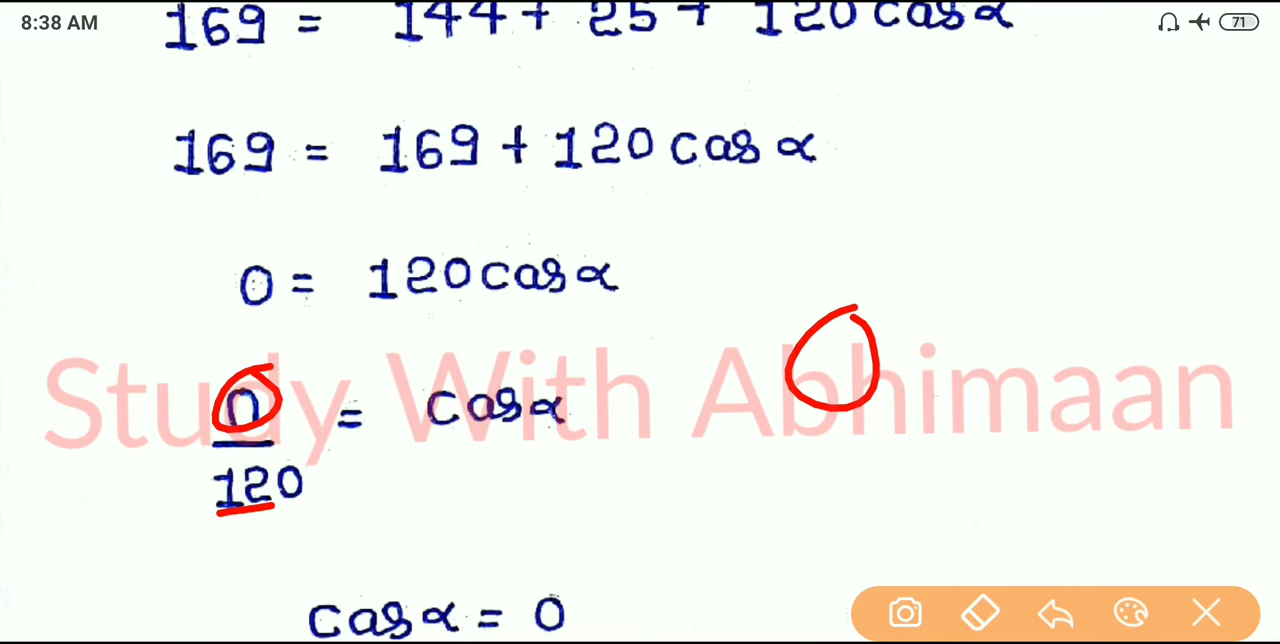 8:38 AM 71
169 = 144 + 25 + 120 cos α
169 = 169 + 120 cos α
0 = 120 cos α
0/120 = cos α
Study With Abhimaan
cos α = 0